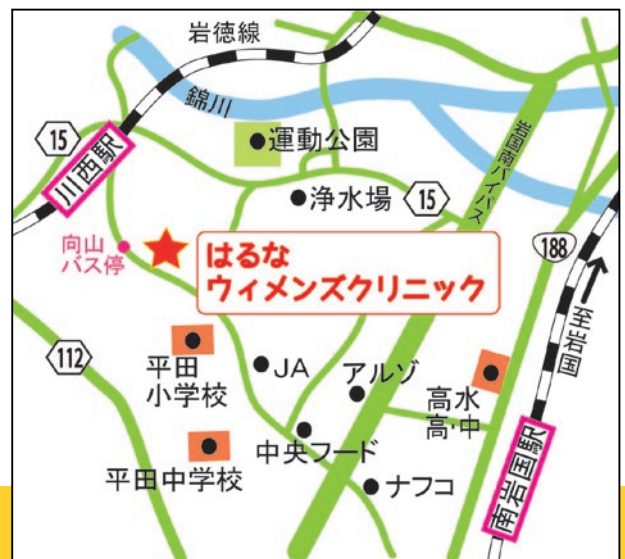 岩徳線
錦川
15
川西駅
運動公園
浄水場
15
岩国南バイパス
188
向山
バス停
はるな
ウィメンズクリニック
至岩国
112
平田
小学校
JA
アルゾ
高水
高・中
中央フード
平田中学校
ナフコ
南岩国駅